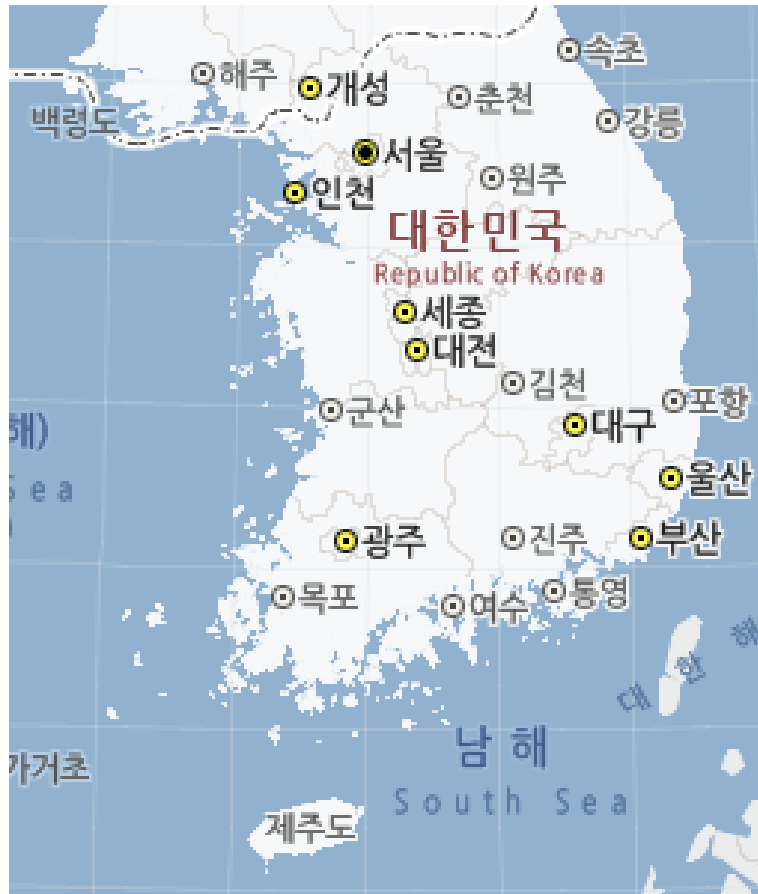 속초
해주
개성
춘천
백령도
강릉
서울
원주
인천
대한민국
Republic of Korea
세종
대전
김천
포항
군산
대구
해)
Sea
울산
광주
진주
부산
목포
여수
통영
대한해
남해
가거초
South Sea
제주도